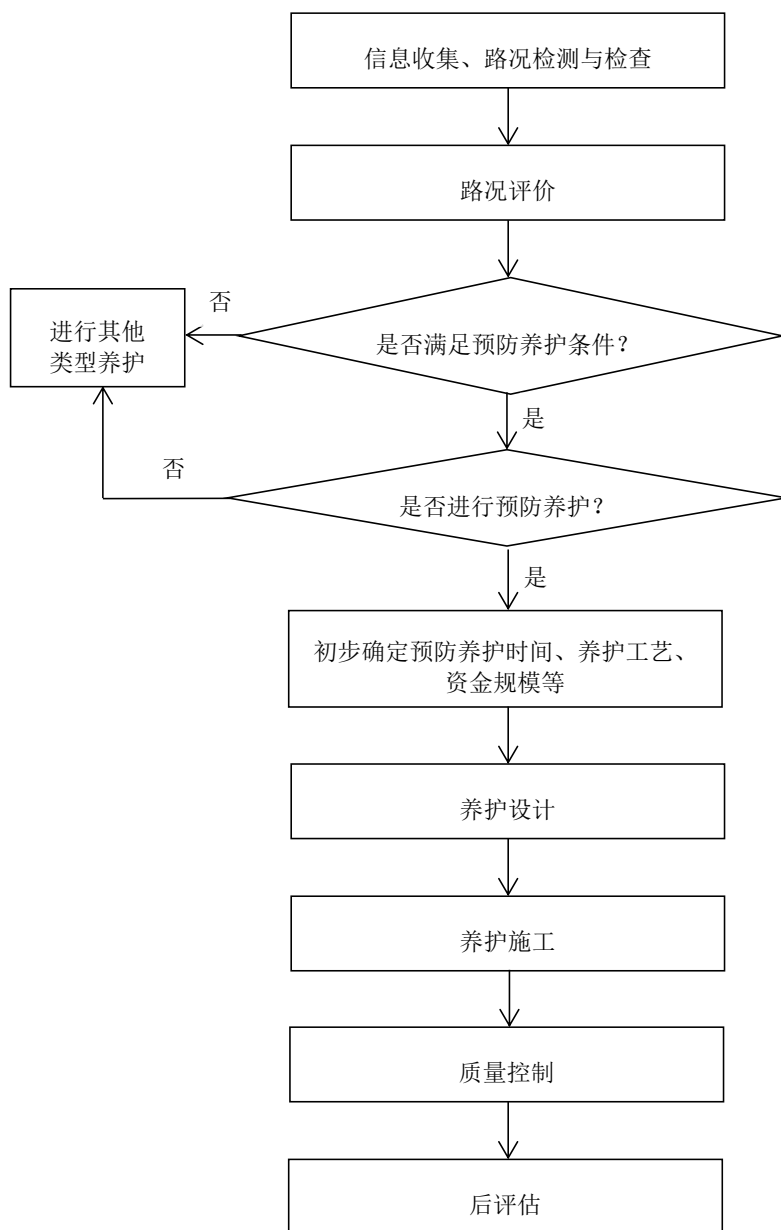 信息收集、路况检测与检查
路况评价
否
进行其他
类型养护
是否满足预防养护条件？
是
否
是否进行预防养护？
是
初步确定预防养护时间、养护工艺、
资金规模等
养护设计
养护施工
质量控制
后评估